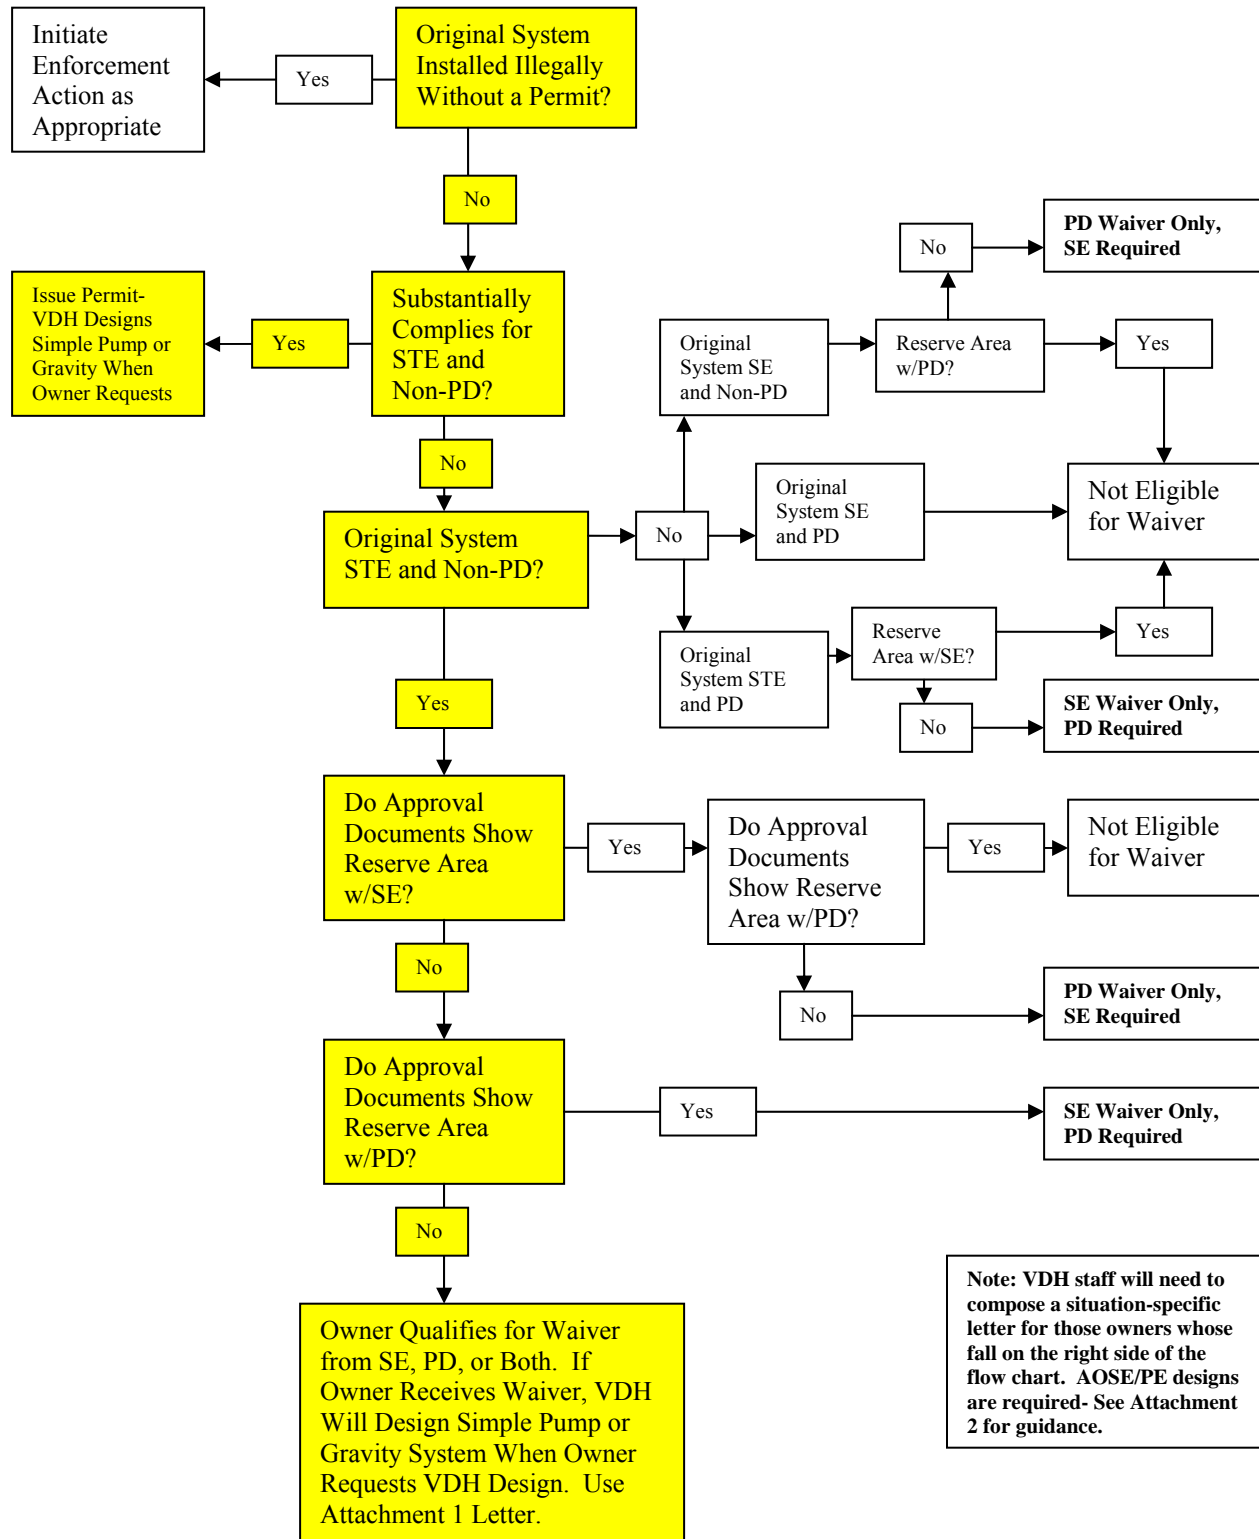 Initiate
Enforcement
Action as
Appropriate
Yes
Original System
Installed Illegally
Without a Permit?
No
Issue Permit-
VDH Designs
Simple Pump or
Gravity When
Owner Requests
Yes
Substantially
Complies for
STE and
Non-PD?
No
Original System
STE and Non-PD?
No
Original
System SE
and Non-PD
Reserve Area
w/PD?
No
PD Waiver Only,
SE Required
Yes
Original
System SE
and PD
Not Eligible
for Waiver
Original
System STE
and PD
Reserve
Area w/SE?
Yes
No
SE Waiver Only,
PD Required
Yes
Do Approval
Documents Show
Reserve Area
w/SE?
Yes
Do Approval
Documents
Show Reserve
Area w/PD?
Yes
Not Eligible
for Waiver
No
PD Waiver Only,
SE Required
No
Do Approval
Documents Show
Reserve Area
w/PD?
Yes
SE Waiver Only,
PD Required
No
Owner Qualifies for Waiver
from SE, PD, or Both.  If
Owner Receives Waiver, VDH
Will Design Simple Pump or
Gravity System When Owner
Requests VDH Design.  Use
Attachment 1 Letter.
Note: VDH staff will need to
compose a situation-specific
letter for those owners whose
fall on the right side of the
flow chart.  AOSE/PE designs
are required- See Attachment
2 for guidance.